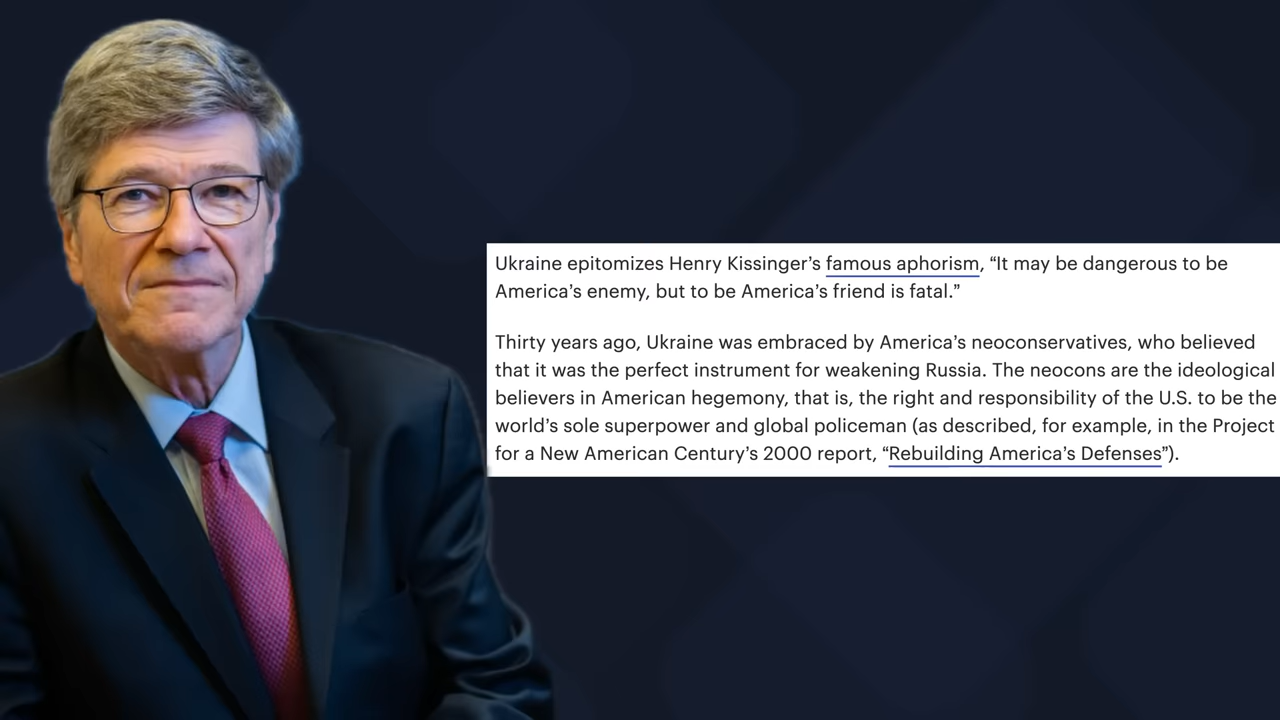 Ukraine epitomizes Henry Kissinger’s famous aphorism, “It may be dangerous to be
America’s enemy, but to be America’s friend is fatal.”
Thirty years ago, Ukraine was embraced by America’s neoconservatives, who believed
that it was the perfect instrument for weakening Russia. The neocons are the ideological
believers in American hegemony, that is, the right and responsibility of the U.S. to be the
world’s sole superpower and global policeman (as described, for example, in the Project
for a New American Century’s 2000 report, “Rebuilding America’s Defenses”).